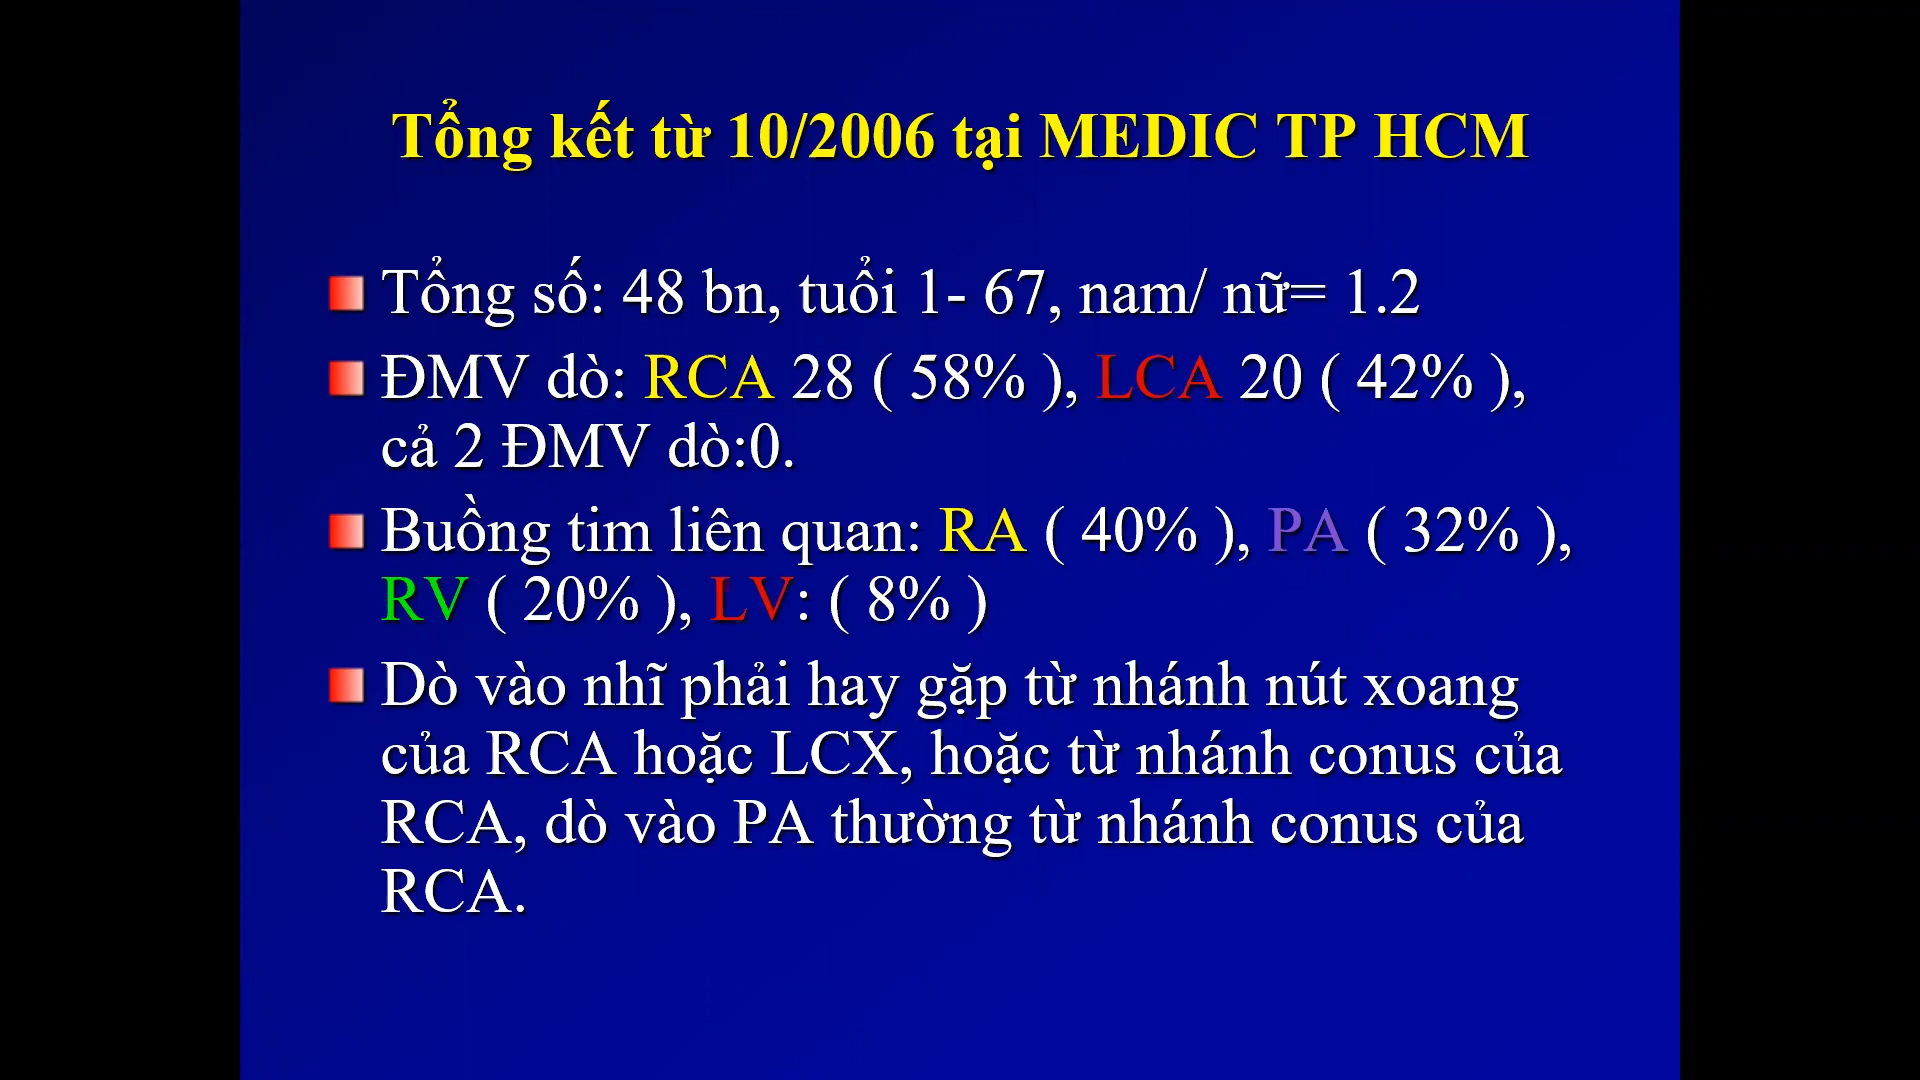 Tổng kết từ 10/2006 tại MEDIC TP HCM
Tổng số: 48 bn, tuổi 1- 67, nam/ nữ= 1.2
ĐMV dò: RCA 28 ( 58% ), LCA 20 ( 42% ),
cả 2 ĐMV dò:0.
Buồng tim liên quan: RA ( 40% ), PA ( 32% ),
RV ( 20% ), LV: ( 8% )
Dò vào nhĩ phải hay gặp từ nhánh nút xoang
của RCA hoặc LCX, hoặc từ nhánh conus của
RCA, dò vào PA thường từ nhánh conus của
RCA.